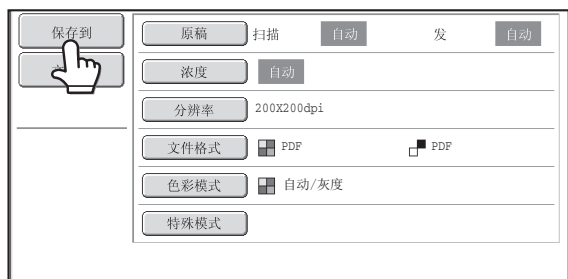 保存到
原稿 扫描 自动 发 自动
浓度 自动
分辨率 200X200dpi
文件格式 PDF PDF
色彩模式 自动/灰度
特殊模式